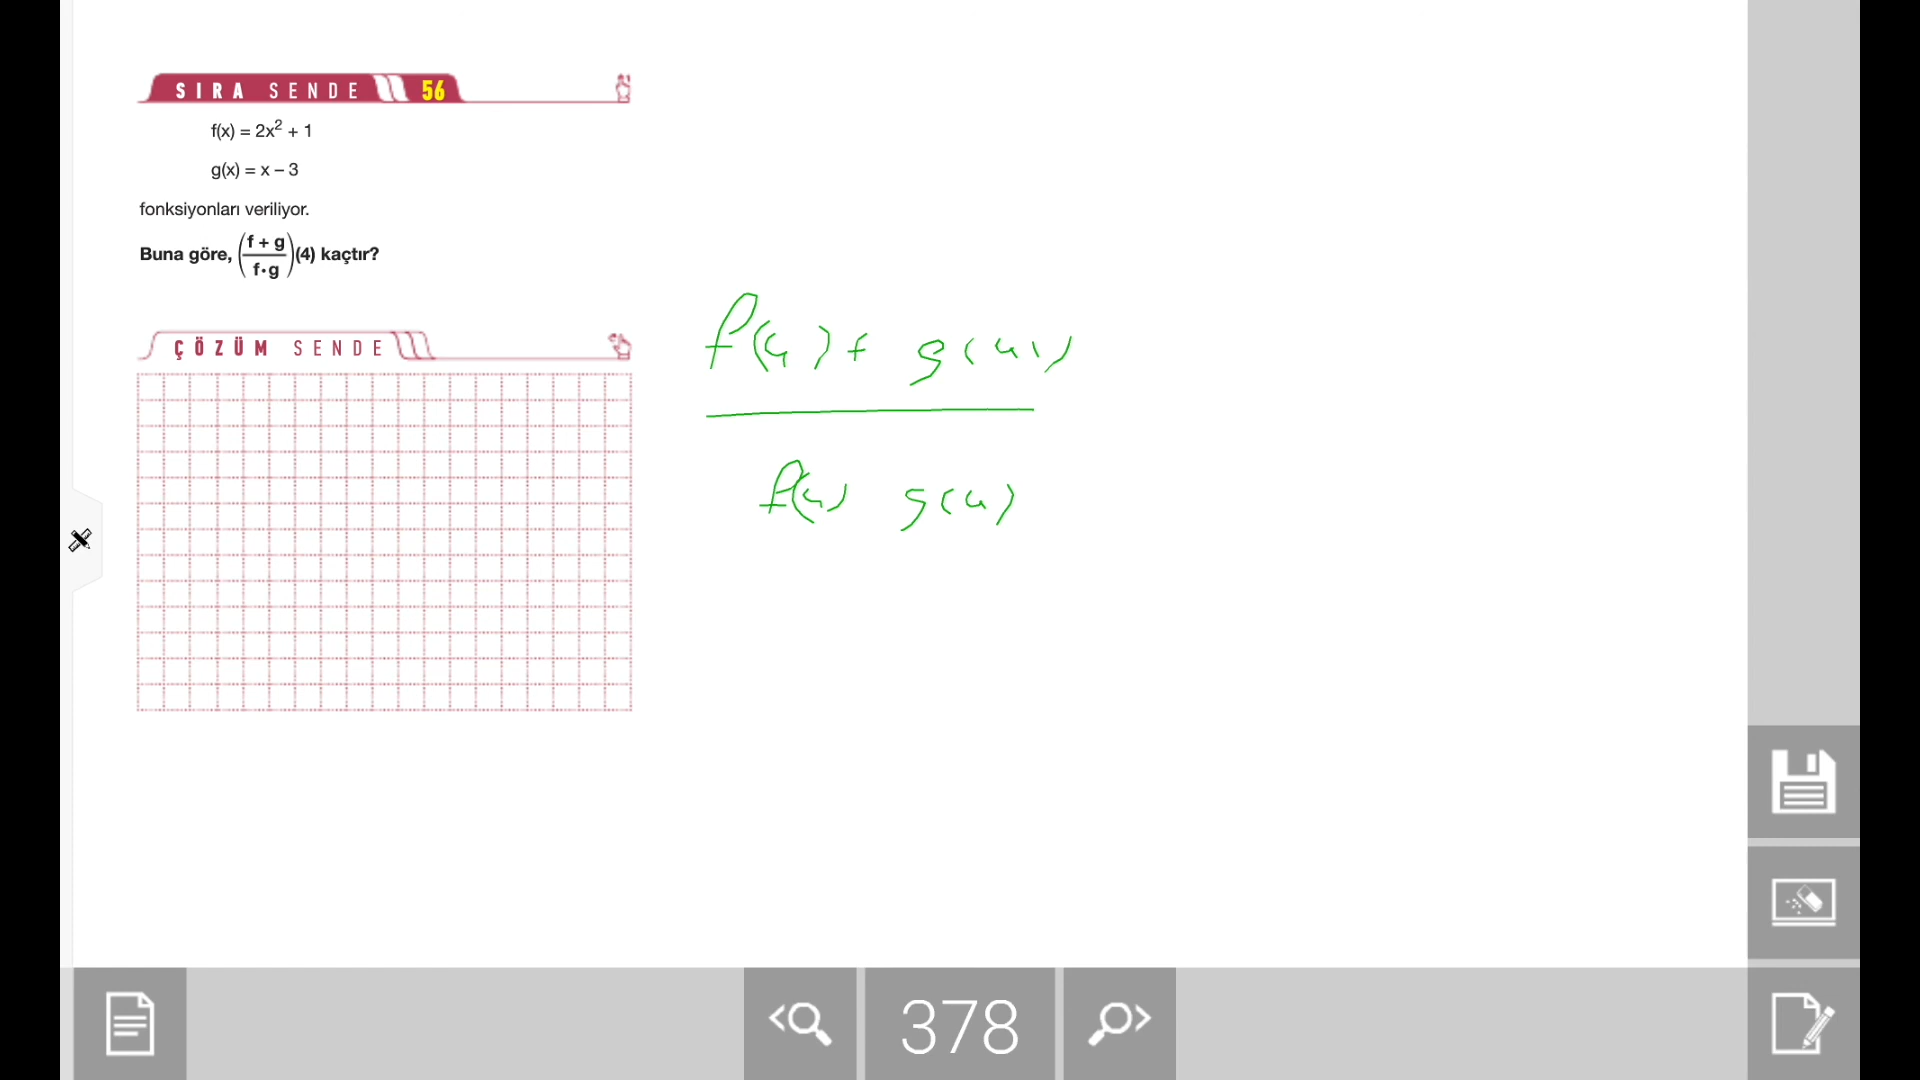 SIRA SENDE 56
f(x) = 2x² + 1
g(x) = x – 3
fonksiyonları veriliyor.
Buna göre, (f + g / f·g)(4) kaçtır?
ÇÖZÜM SENDE
f(4) + g(4)
f(4) g(4)
378